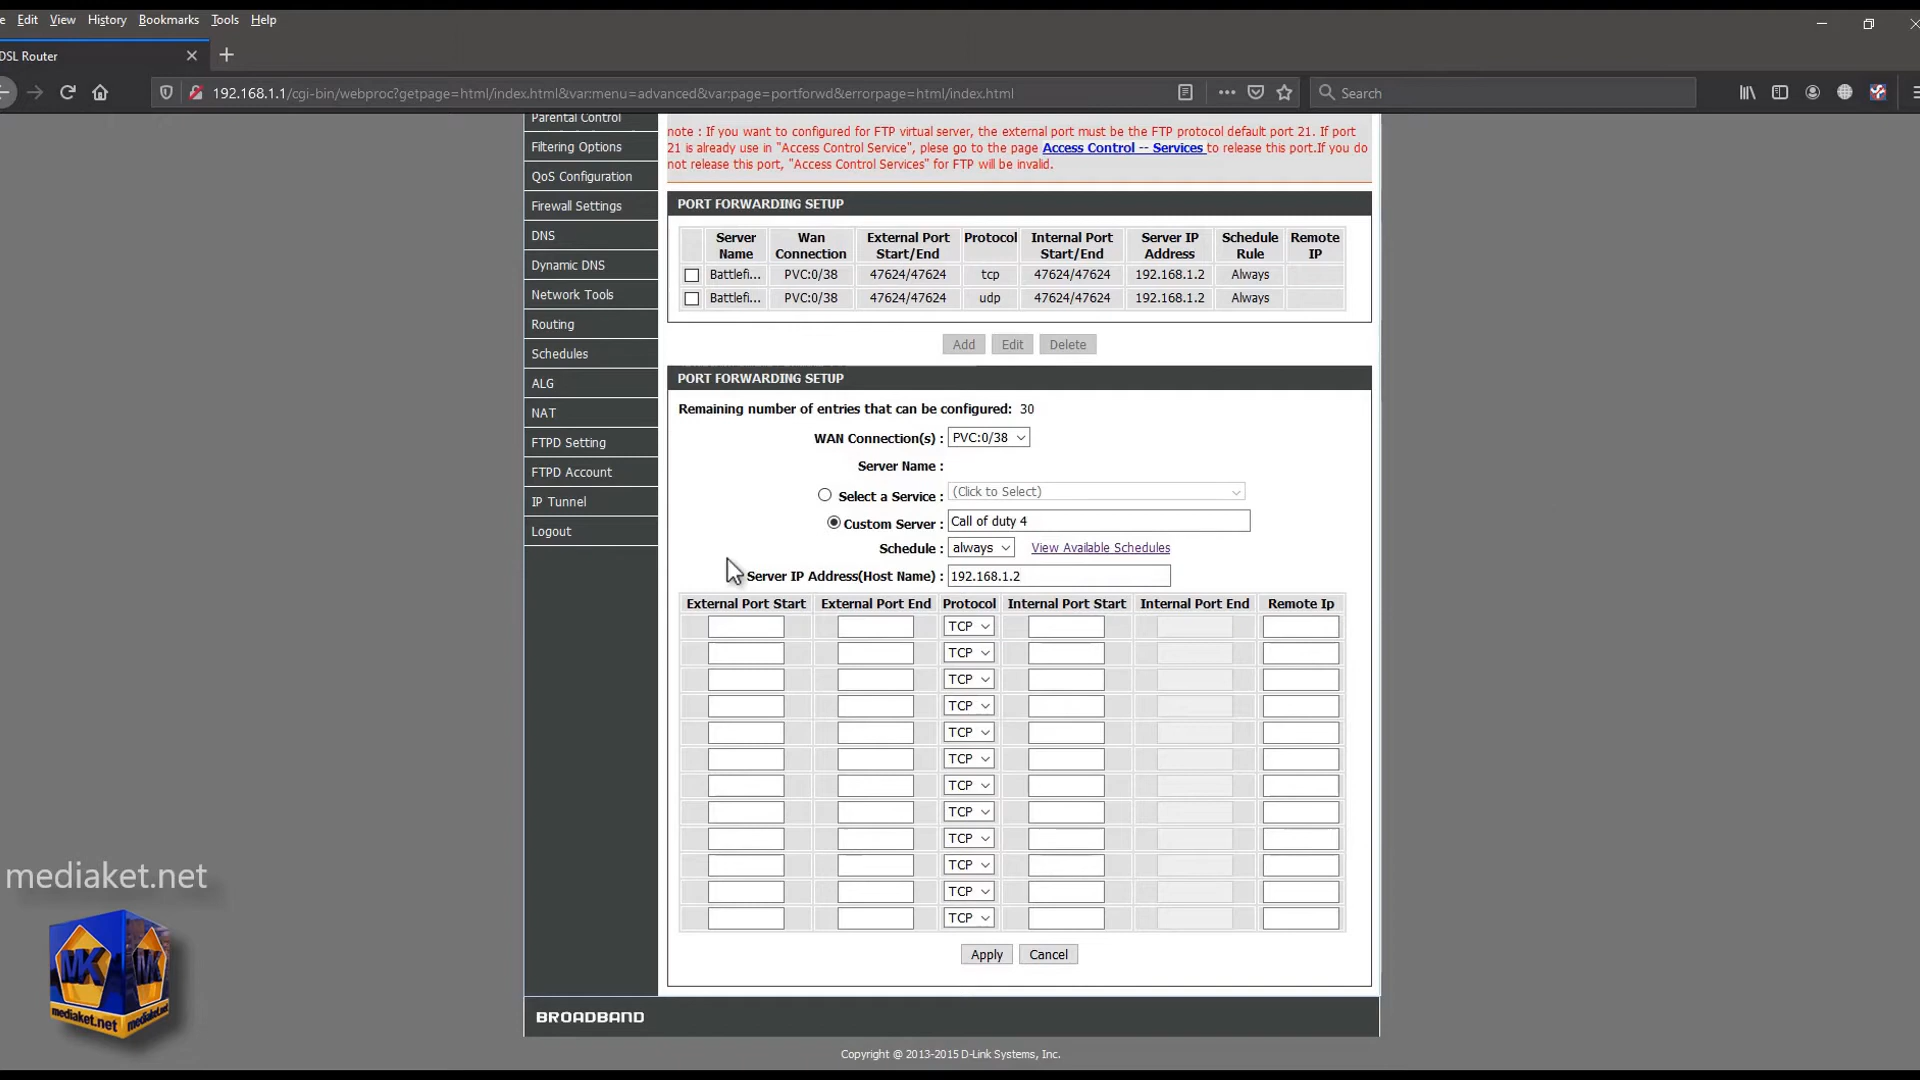 Edit View History Bookmarks Tools Help
DSL Router
192.168.1.1/cgi-bin/webproc?getpage=html/index.html&var:menu=advanced&var:page=portforwd&errorpage=html/index.html
Search
Parental Control
Filtering Options
QoS Configuration
Firewall Settings
DNS
Dynamic DNS
Network Tools
Routing
Schedules
ALG
NAT
FTPD Setting
FTPD Account
IP Tunnel
Logout
note : If you want to configured for FTP virtual server, the external port must be the FTP protocol default port 21. If port
21 is already use in "Access Control Service", plese go to the page Access Control -- Services to release this port.If you do
not release this port, "Access Control Services" for FTP will be invalid.
PORT FORWARDING SETUP
Server Name Wan Connection External Port Start/End Protocol Internal Port Start/End Server IP Address Schedule Rule Remote IP
Battlefi... PVC:0/38 47624/47624 tcp 47624/47624 192.168.1.2 Always
Battlefi... PVC:0/38 47624/47624 udp 47624/47624 192.168.1.2 Always
Add Edit Delete
PORT FORWARDING SETUP
Remaining number of entries that can be configured: 30
WAN Connection(s) : PVC:0/38
Server Name :
Select a Service : (Click to Select)
Custom Server : Call of duty 4
Schedule : always View Available Schedules
Server IP Address(Host Name) : 192.168.1.2
External Port Start External Port End Protocol Internal Port Start Internal Port End Remote Ip
TCP
TCP
TCP
TCP
TCP
TCP
TCP
TCP
TCP
TCP
TCP
TCP
Apply Cancel
BROADBAND
Copyright @ 2013-2015 D-Link Systems, Inc.
mediaket.net
MK MK
mediaket.net
mediaket.net